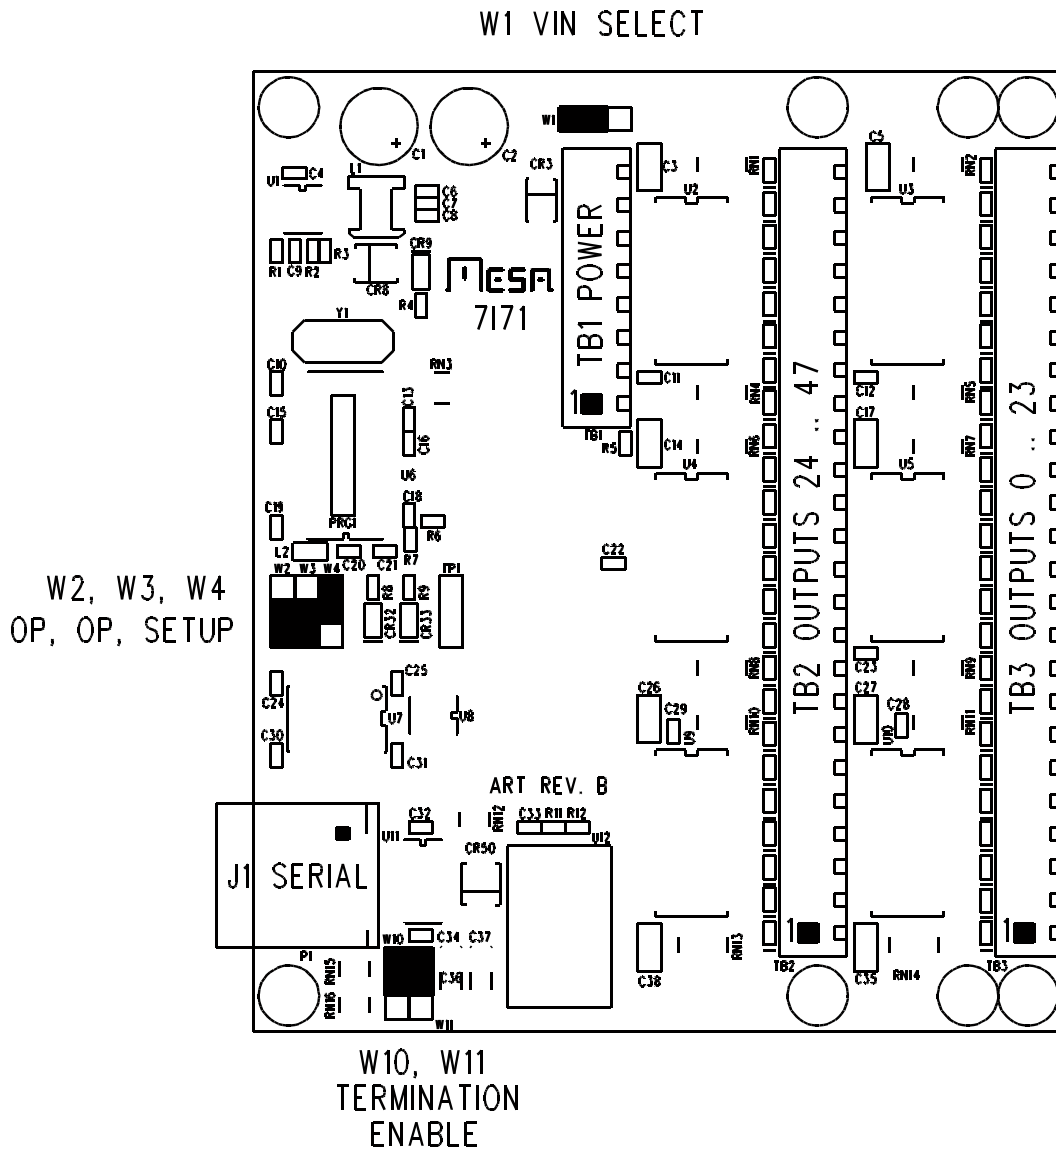 W1 VIN SELECT
W1
C1
C2
CR3
C3
RN1
C5
RN2
U1
C4
L1
C6
C7
C8
U2
U3
R1
C9
R2
R3
CR8
CR9
R4
MESA
7I71
TB1 POWER
1
TB1
Y1
RN3
C10
C15
C13
C16
U6
C11
RN4
C12
RN5
R5
C14
RN6
C17
RN7
U4
U5
C19
PRG1
C18
R6
R7
L2
C20
C21
C22
W2
W3
W4
R8
R9
TP1
CR32
CR33
W2, W3, W4
OP, OP, SETUP
TB2 OUTPUTS 24 .. 47
TB3 OUTPUTS 0 .. 23
C24
C25
U7
U8
C30
C31
RN8
C23
RN9
C26
C29
U9
RN10
C27
C28
U10
RN11
ART REV. B
C32
RN12
C33
R11
R12
U11
U12
CR50
J1 SERIAL
P1
W10
C34
C37
C36
RN15
RN16
W11
C38
RN13
1
TB2
C35
RN14
1
TB3
W10, W11
TERMINATION
ENABLE